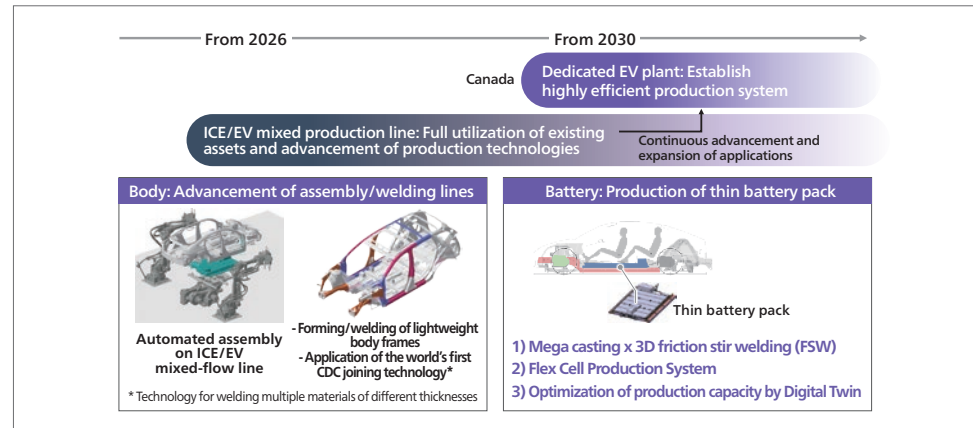 From 2026
From 2030
Canada
Dedicated EV plant: Establish
highly efficient production system
ICE/EV mixed production line: Full utilization of existing
assets and advancement of production technologies
Continuous advancement and
expansion of applications
Body: Advancement of assembly/welding lines
Automated assembly
on ICE/EV
mixed-flow line
- Forming/welding of lightweight
body frames
- Application of the world's first
CDC joining technology*
* Technology for welding multiple materials of different thicknesses
Battery: Production of thin battery pack
Thin battery pack
1) Mega casting x 3D friction stir welding (FSW)
2) Flex Cell Production System
3) Optimization of production capacity by Digital Twin